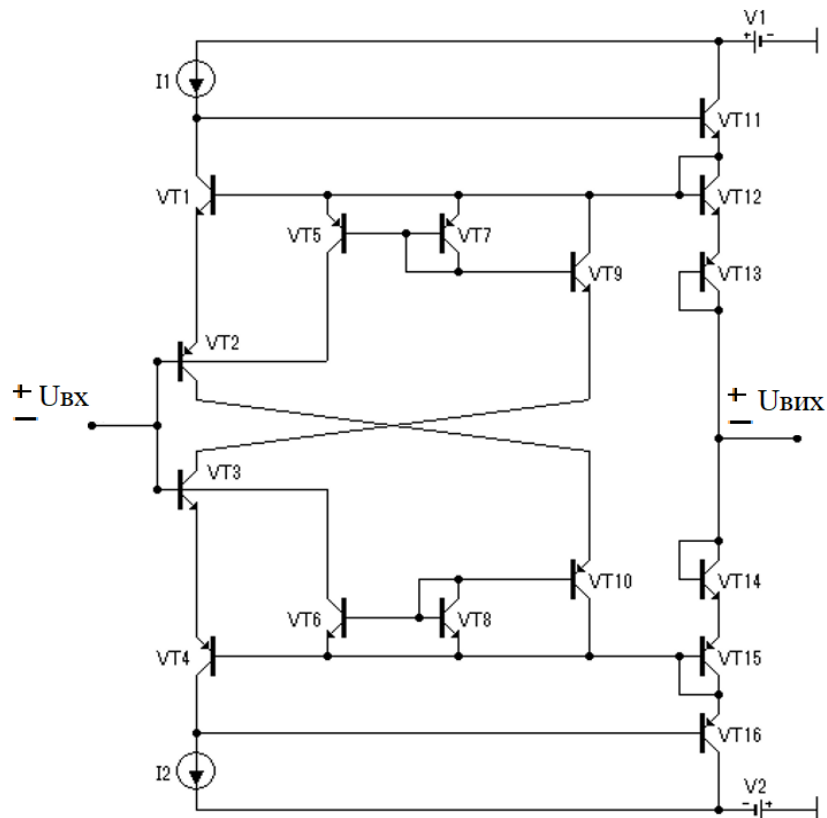 V1
+ -
I1
VT11
VT1
VT12
VT5
VT7
VT9
VT13
VT2
+ Uвх
−
+ Uвих
−
VT3
VT10
VT14
VT6
VT8
VT4
VT15
VT16
I2
V2
- +